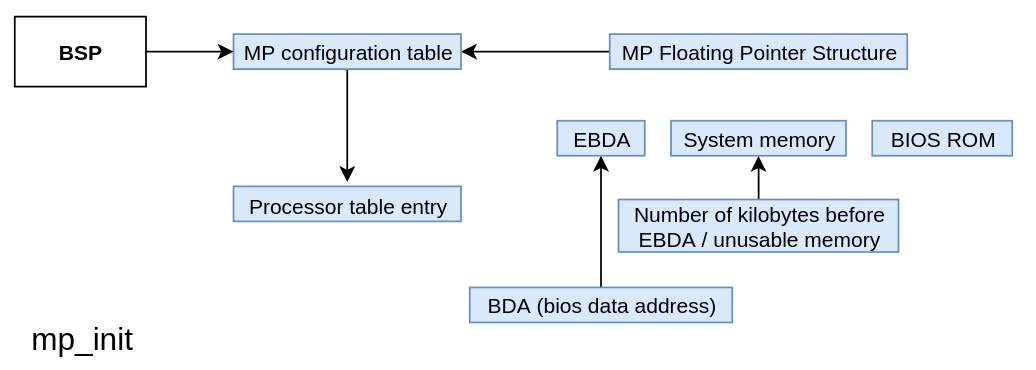 BSP
MP configuration table
MP Floating Pointer Structure
EBDA
System memory
BIOS ROM
Processor table entry
Number of kilobytes before
EBDA / unusable memory
BDA (bios data address)
mp_init